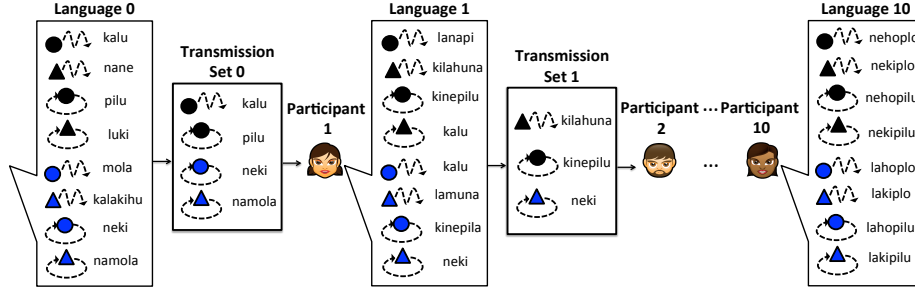 Language 0
kalu
nane
pilu
luki
mola
kalakihu
neki
namola
Transmission
Set 0
kalu
pilu
neki
namola
Participant
1
Language 1
lanapi
kilahuna
kinepilu
kalu
kalu
lamuna
kinepila
neki
Transmission
Set 1
kilahuna
kinepilu
neki
Participant ... Participant
2 ... 10
Language 10
nehoplo
nekiplo
nehopilu
nekipilu
lahoplo
lakiplo
lahopilu
lakipilu